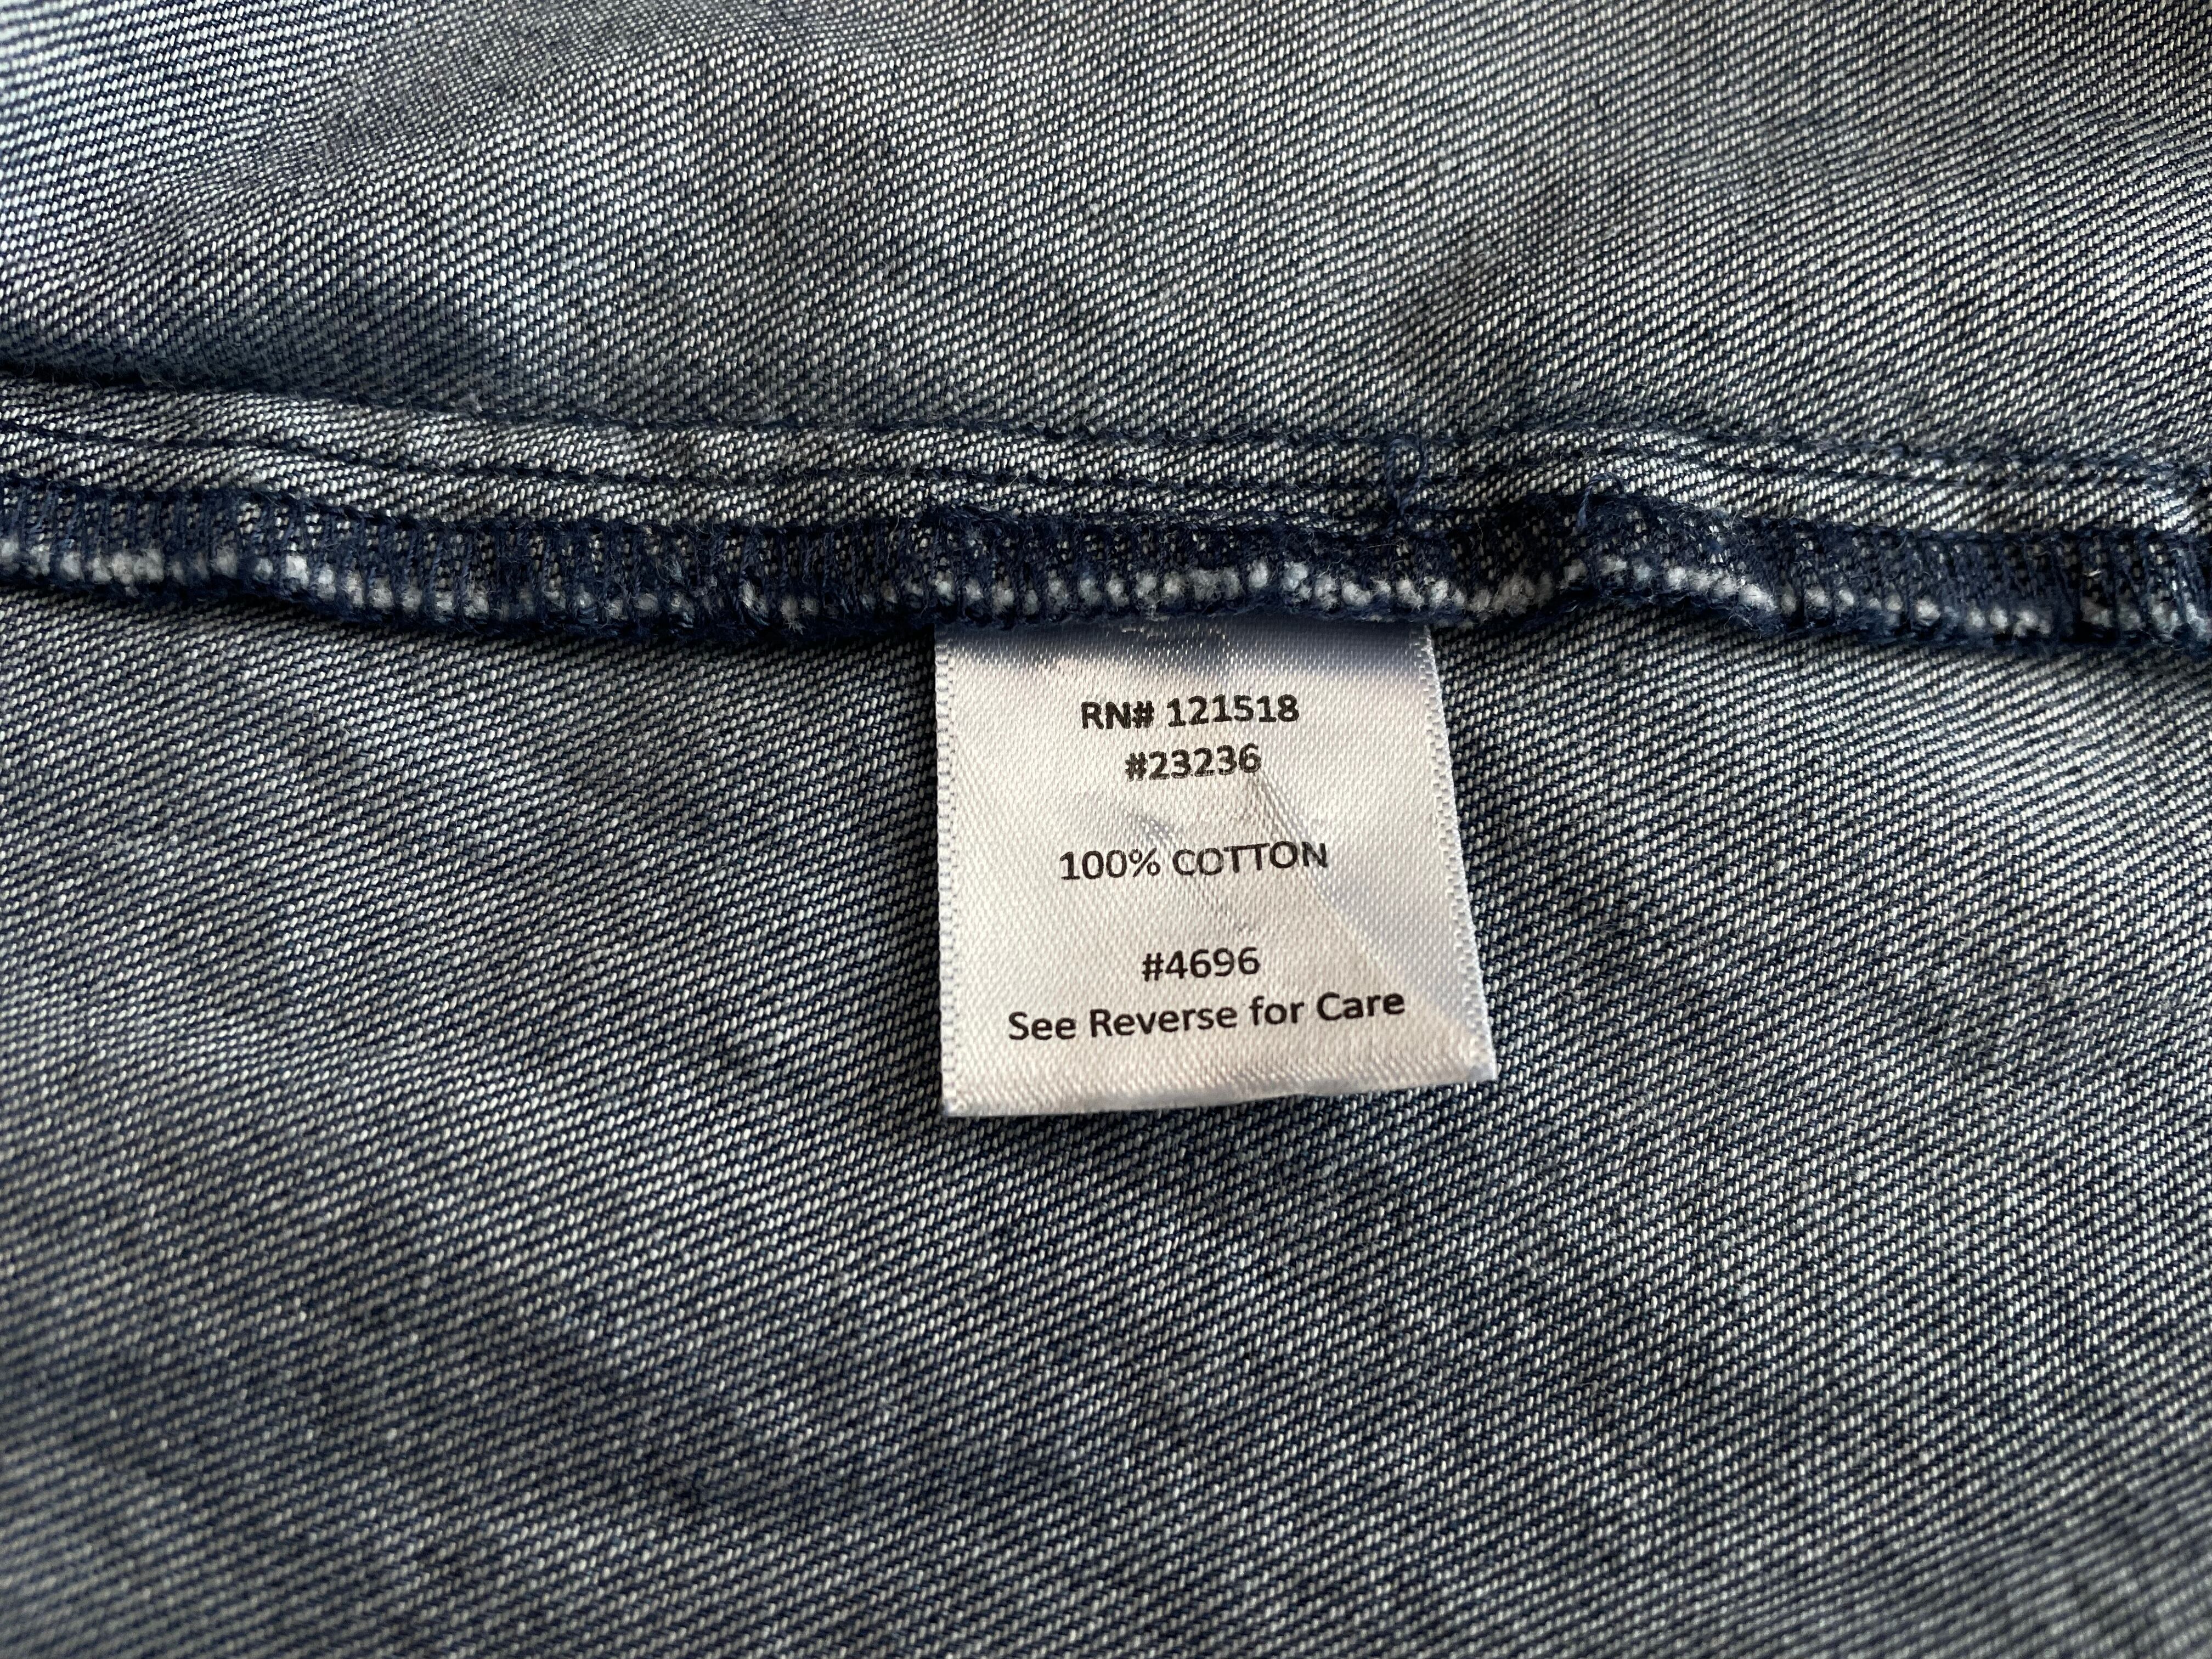 RN# 121518
#23236
100% COTTON
#4696
See Reverse for Care